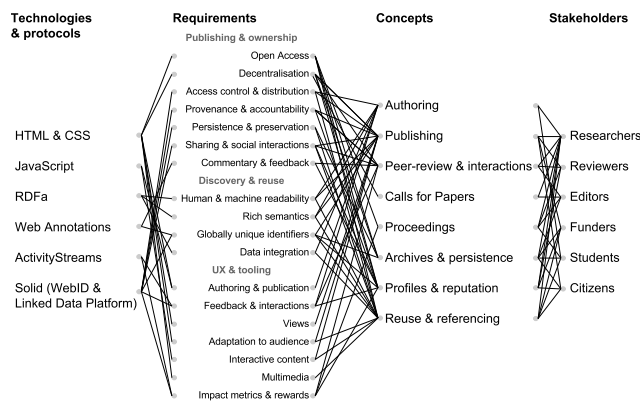 Technologies
& protocols
HTML & CSS
JavaScript
RDFa
Web Annotations
ActivityStreams
Solid (WebID &
Linked Data Platform)
Requirements
Publishing & ownership
Open Access
Decentralisation
Access control & distribution
Provenance & accountability
Persistence & preservation
Sharing & social interactions
Commentary & feedback
Discovery & reuse
Human & machine readability
Rich semantics
Globally unique identifiers
Data integration
UX & tooling
Authoring & publication
Feedback & interactions
Views
Adaptation to audience
Interactive content
Multimedia
Impact metrics & rewards
Concepts
Authoring
Publishing
Peer-review & interactions
Calls for Papers
Proceedings
Archives & persistence
Profiles & reputation
Reuse & referencing
Stakeholders
Researchers
Reviewers
Editors
Funders
Students
Citizens